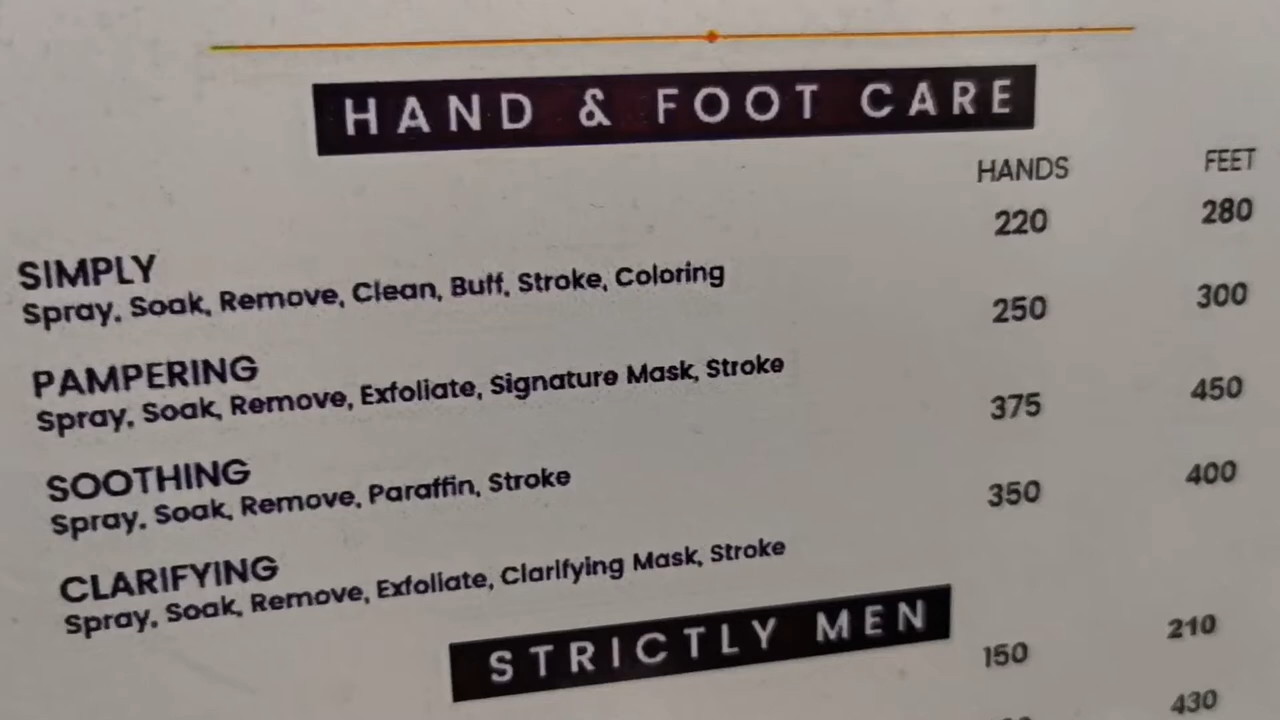 HAND & FOOT CARE
HANDS FEET
SIMPLY 220 280
Spray, Soak, Remove, Clean, Buff, Stroke, Coloring
PAMPERING 250 300
Spray, Soak, Remove, Exfoliate, Signature Mask, Stroke
SOOTHING 375 450
Spray, Soak, Remove, Paraffin, Stroke
CLARIFYING 350 400
Spray, Soak, Remove, Exfoliate, Clarifying Mask, Stroke
STRICTLY MEN
150 210
430